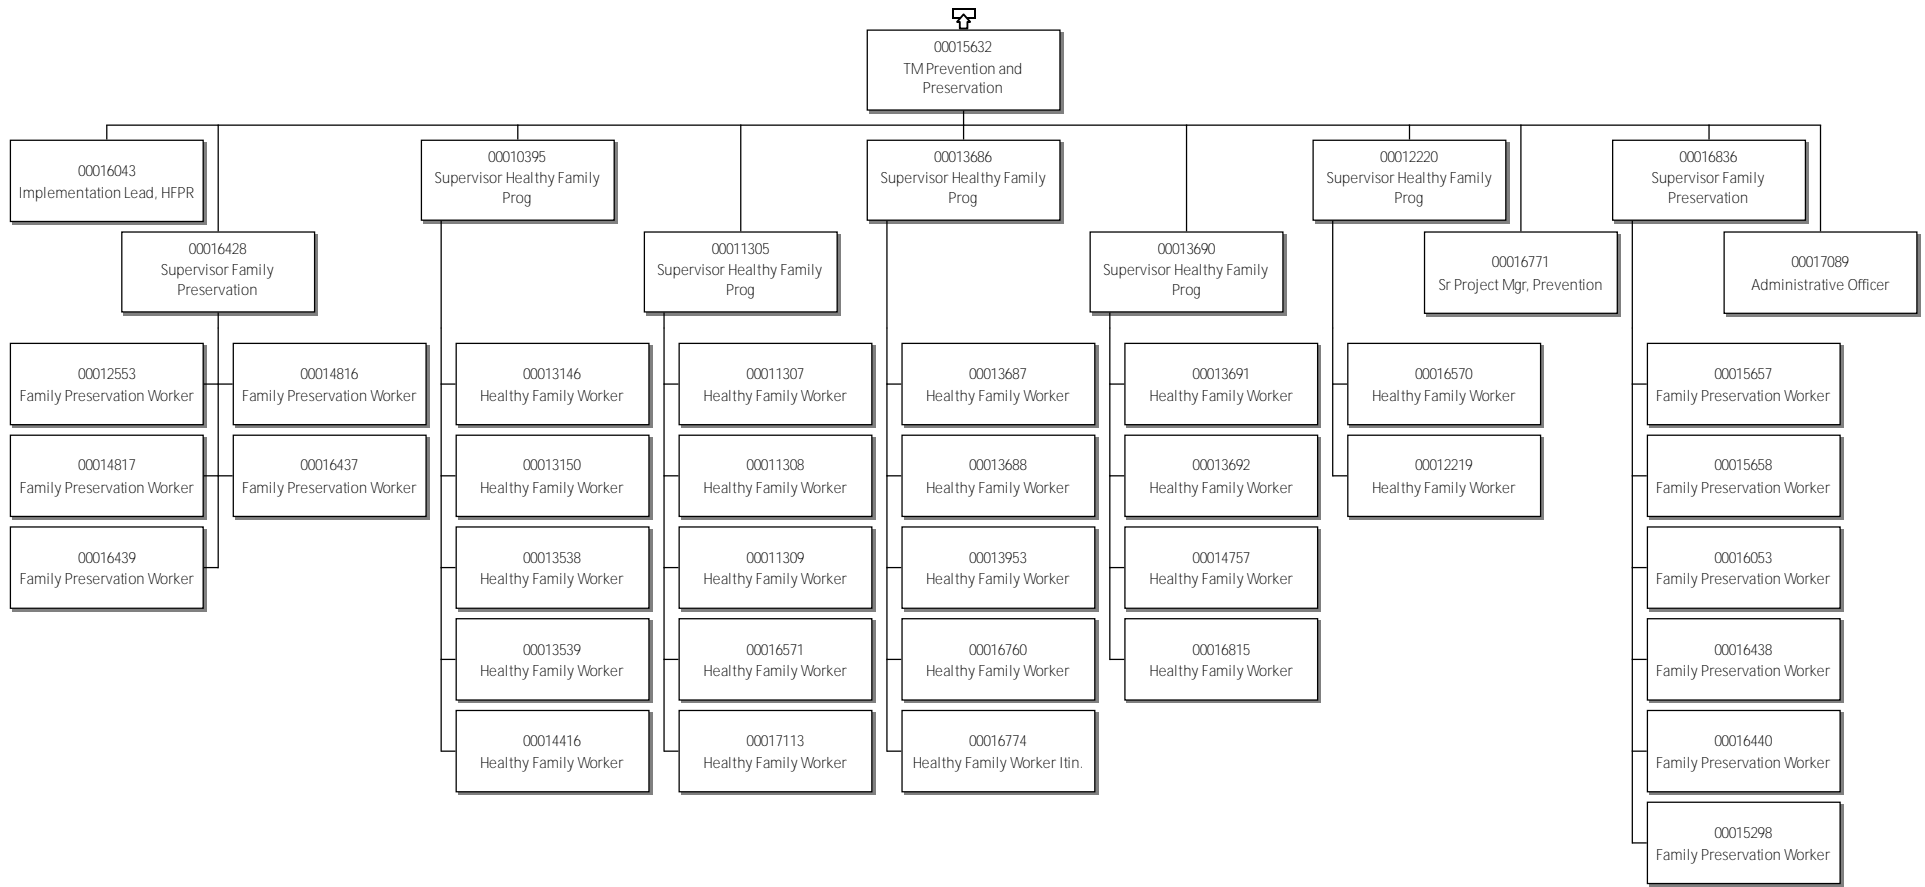 00015632
TM Prevention and
Preservation
00016043
Implementation Lead, HFPR
00010395
Supervisor Healthy Family
Prog
00013686
Supervisor Healthy Family
Prog
00012220
Supervisor Healthy Family
Prog
00016836
Supervisor Family
Preservation
00016428
Supervisor Family
Preservation
00011305
Supervisor Healthy Family
Prog
00013690
Supervisor Healthy Family
Prog
00016771
Sr Project Mgr, Prevention
00017089
Administrative Officer
00012553
Family Preservation Worker
00014816
Family Preservation Worker
00013146
Healthy Family Worker
00011307
Healthy Family Worker
00013687
Healthy Family Worker
00013691
Healthy Family Worker
00016570
Healthy Family Worker
00015657
Family Preservation Worker
00014817
Family Preservation Worker
00016437
Family Preservation Worker
00013150
Healthy Family Worker
00011308
Healthy Family Worker
00013688
Healthy Family Worker
00013692
Healthy Family Worker
00012219
Healthy Family Worker
00015658
Family Preservation Worker
00016439
Family Preservation Worker
00013538
Healthy Family Worker
00011309
Healthy Family Worker
00013953
Healthy Family Worker
00014757
Healthy Family Worker
00016053
Family Preservation Worker
00013539
Healthy Family Worker
00016571
Healthy Family Worker
00016760
Healthy Family Worker
00016815
Healthy Family Worker
00016438
Family Preservation Worker
00014416
Healthy Family Worker
00017113
Healthy Family Worker
00016774
Healthy Family Worker Itin.
00016440
Family Preservation Worker
00015298
Family Preservation Worker